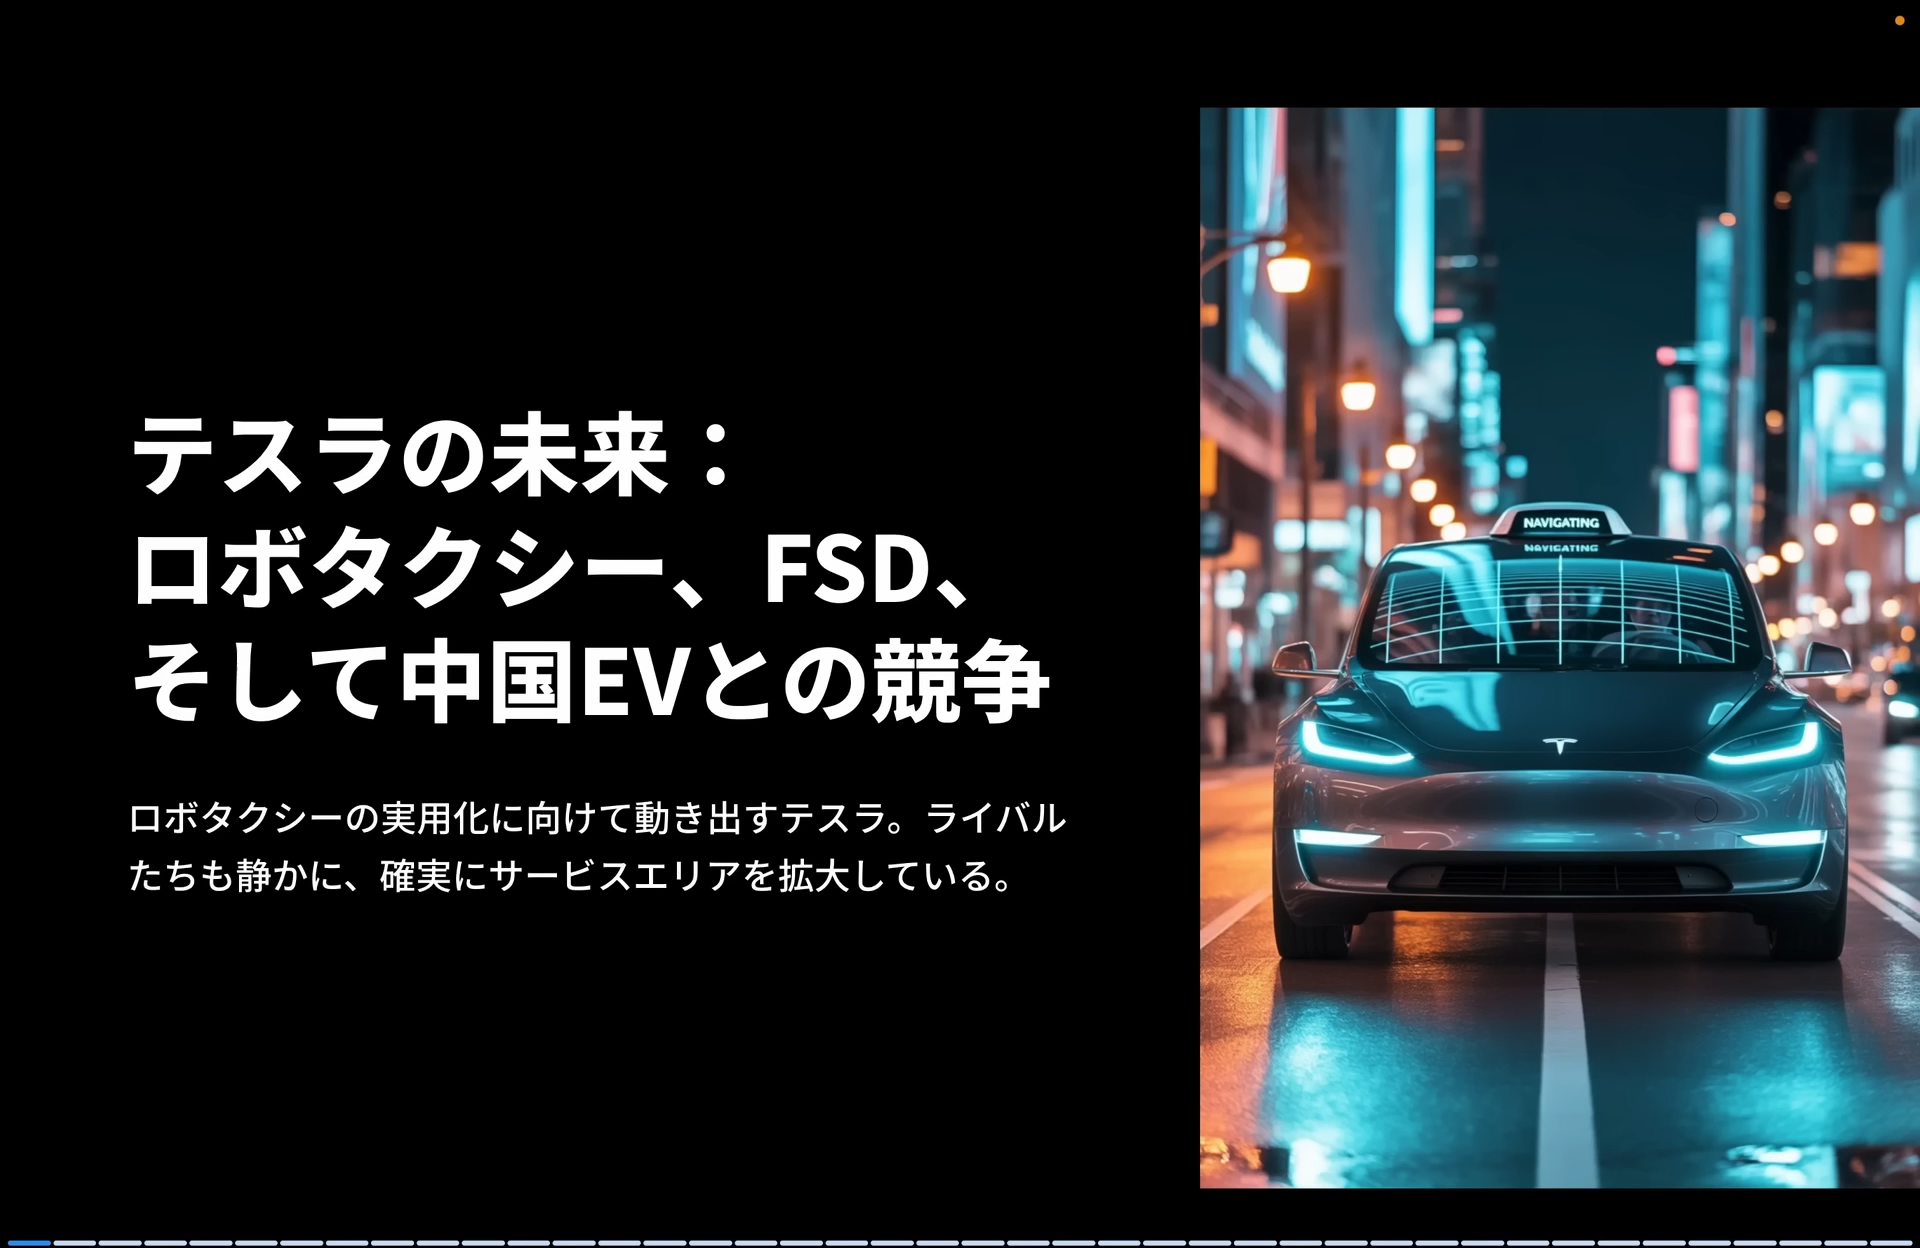 テスラの未来：
ロボタクシー、FSD、
そして中国EVとの競争
ロボタクシーの実用化に向けて動き出すテスラ。ライバル
たちも静かに、確実にサービスエリアを拡大している。
NAVIGATING
NAVIGATING